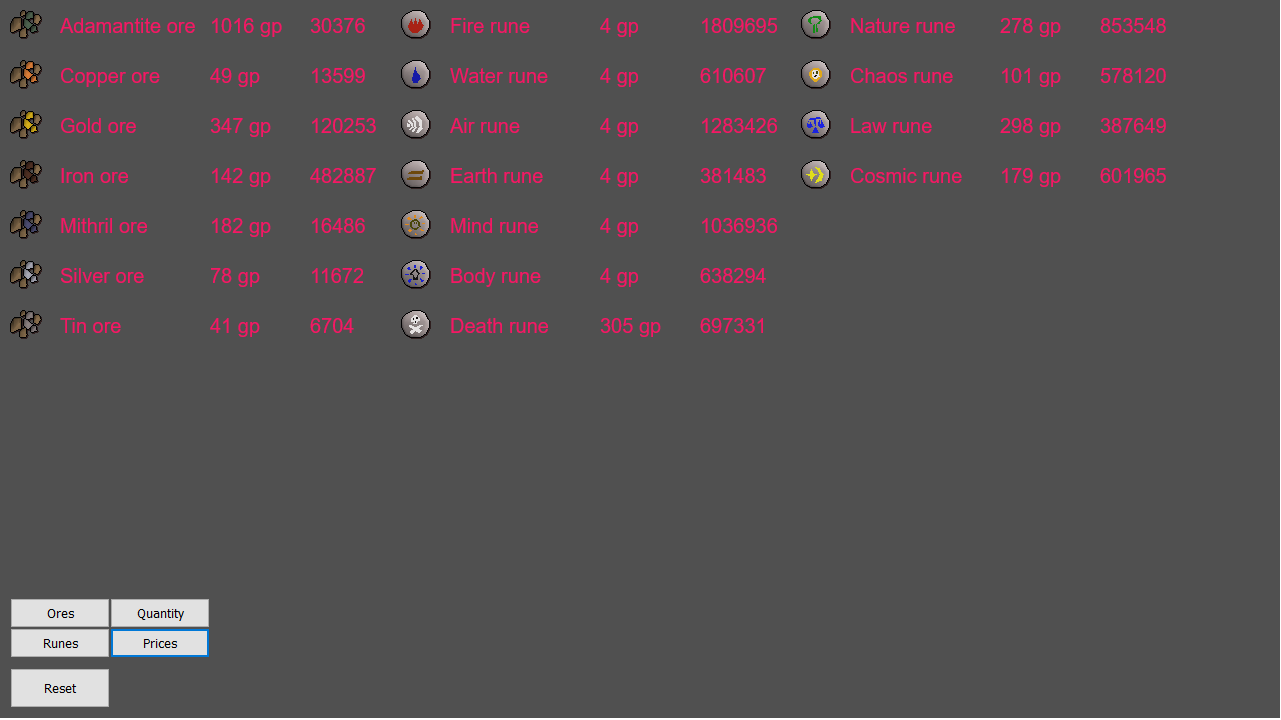 Adamantite ore 1016 gp 30376 Fire rune 4 gp 1809695 Nature rune 278 gp 853548
Copper ore 49 gp 13599 Water rune 4 gp 610607 Chaos rune 101 gp 578120
Gold ore 347 gp 120253 Air rune 4 gp 1283426 Law rune 298 gp 387649
Iron ore 142 gp 482887 Earth rune 4 gp 381483 Cosmic rune 179 gp 601965
Mithril ore 182 gp 16486 Mind rune 4 gp 1036936
Silver ore 78 gp 11672 Body rune 4 gp 638294
Tin ore 41 gp 6704 Death rune 305 gp 697331
Ores Quantity
Runes Prices
Reset